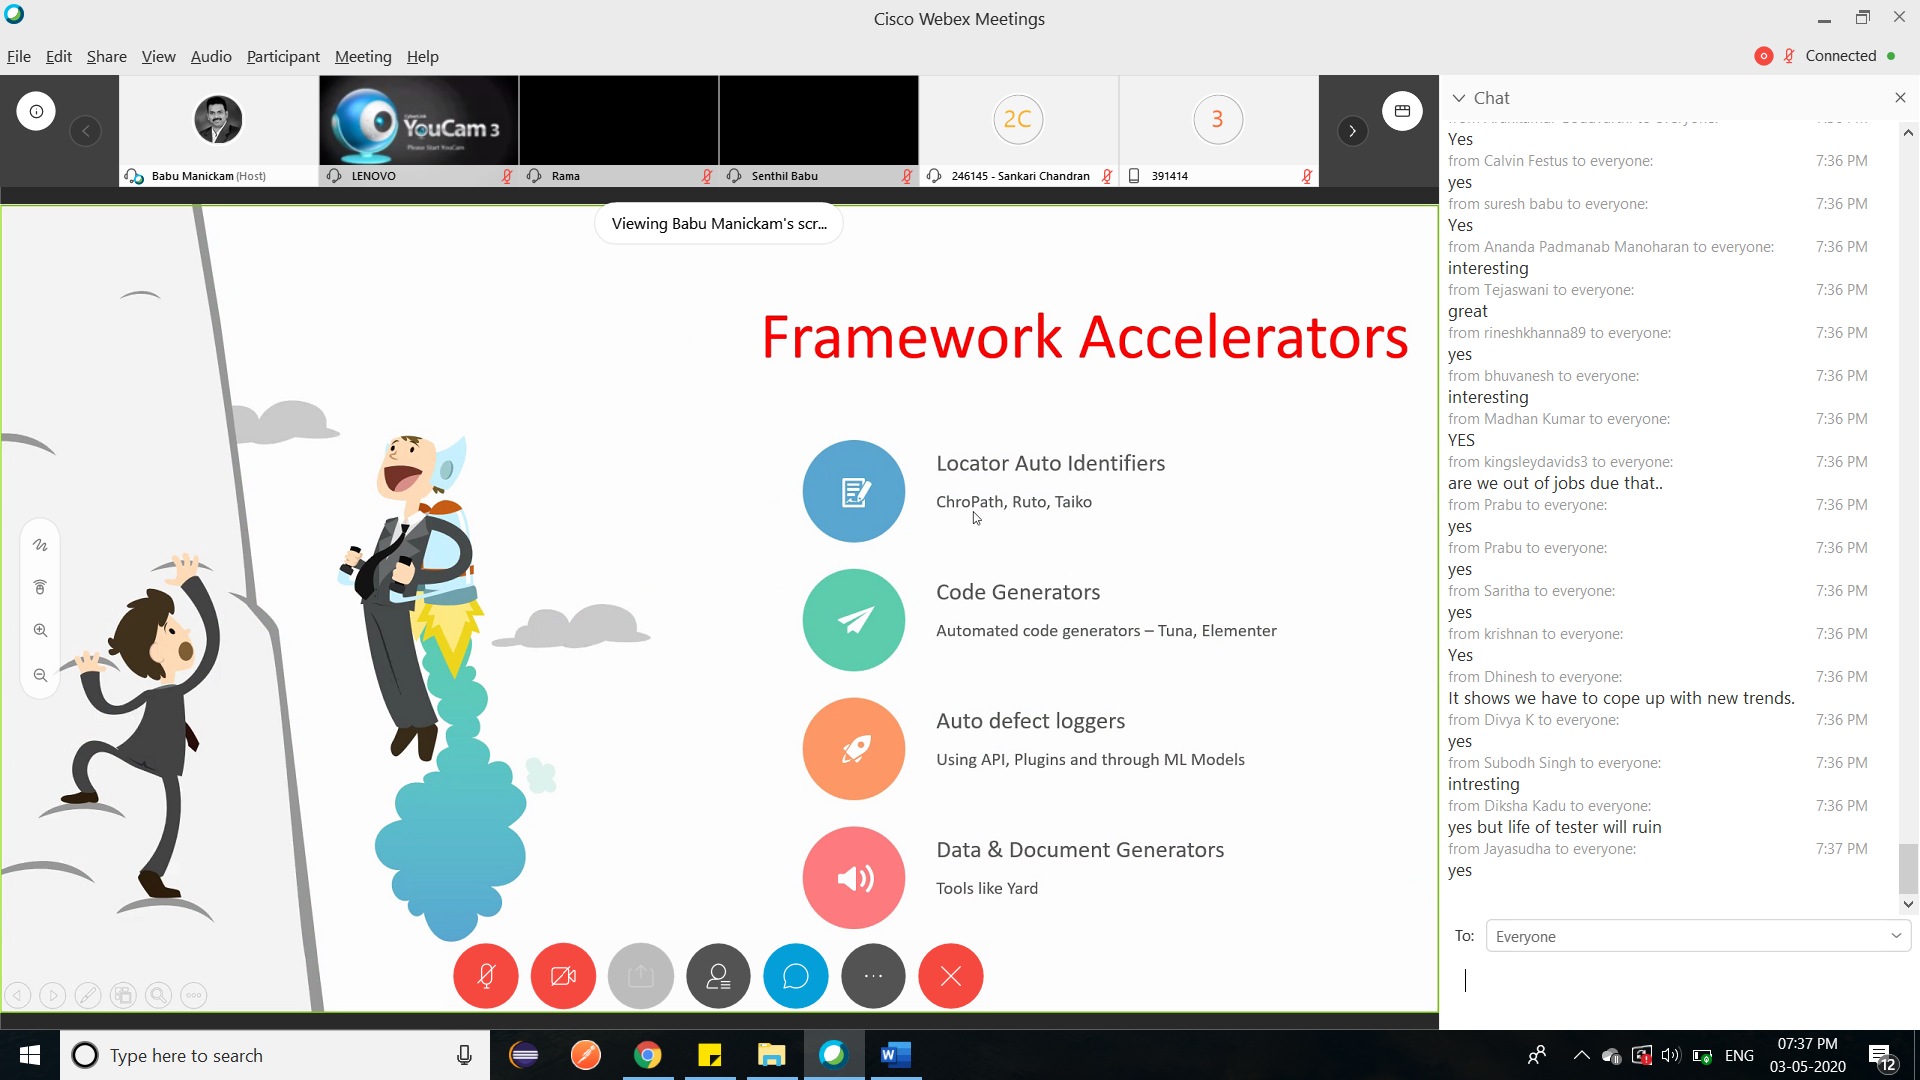 Cisco Webex Meetings
File Edit Share View Audio Participant Meeting Help
Connected
YouCam 3
Please Start YouCam
2C
3
Babu Manickam (Host)
LENOVO
Rama
Senthil Babu
246145 - Sankari Chandran
391414
Viewing Babu Manickam's scr...
Framework Accelerators
Locator Auto Identifiers
ChroPath, Ruto, Taiko
Code Generators
Automated code generators – Tuna, Elementer
Auto defect loggers
Using API, Plugins and through ML Models
Data & Document Generators
Tools like Yard
Chat
Yes
from Calvin Festus to everyone: 7:36 PM
yes
from suresh babu to everyone: 7:36 PM
Yes
from Ananda Padmanab Manoharan to everyone: 7:36 PM
interesting
from Tejaswani to everyone: 7:36 PM
great
from rineshkhanna89 to everyone: 7:36 PM
yes
from bhuvanesh to everyone: 7:36 PM
interesting
from Madhan Kumar to everyone: 7:36 PM
YES
from kingsleydavids3 to everyone: 7:36 PM
are we out of jobs due that..
from Prabu to everyone: 7:36 PM
yes
from Prabu to everyone: 7:36 PM
yes
from Saritha to everyone: 7:36 PM
yes
from krishnan to everyone: 7:36 PM
Yes
from Dhinesh to everyone: 7:36 PM
It shows we have to cope up with new trends.
from Divya K to everyone: 7:36 PM
yes
from Subodh Singh to everyone: 7:36 PM
intresting
from Diksha Kadu to everyone: 7:36 PM
yes but life of tester will ruin
from Jayasudha to everyone: 7:37 PM
yes
To: Everyone
Type here to search
ENG
07:37 PM
03-05-2020
12